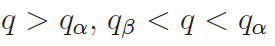 q > q_α, q_β < q < q_α